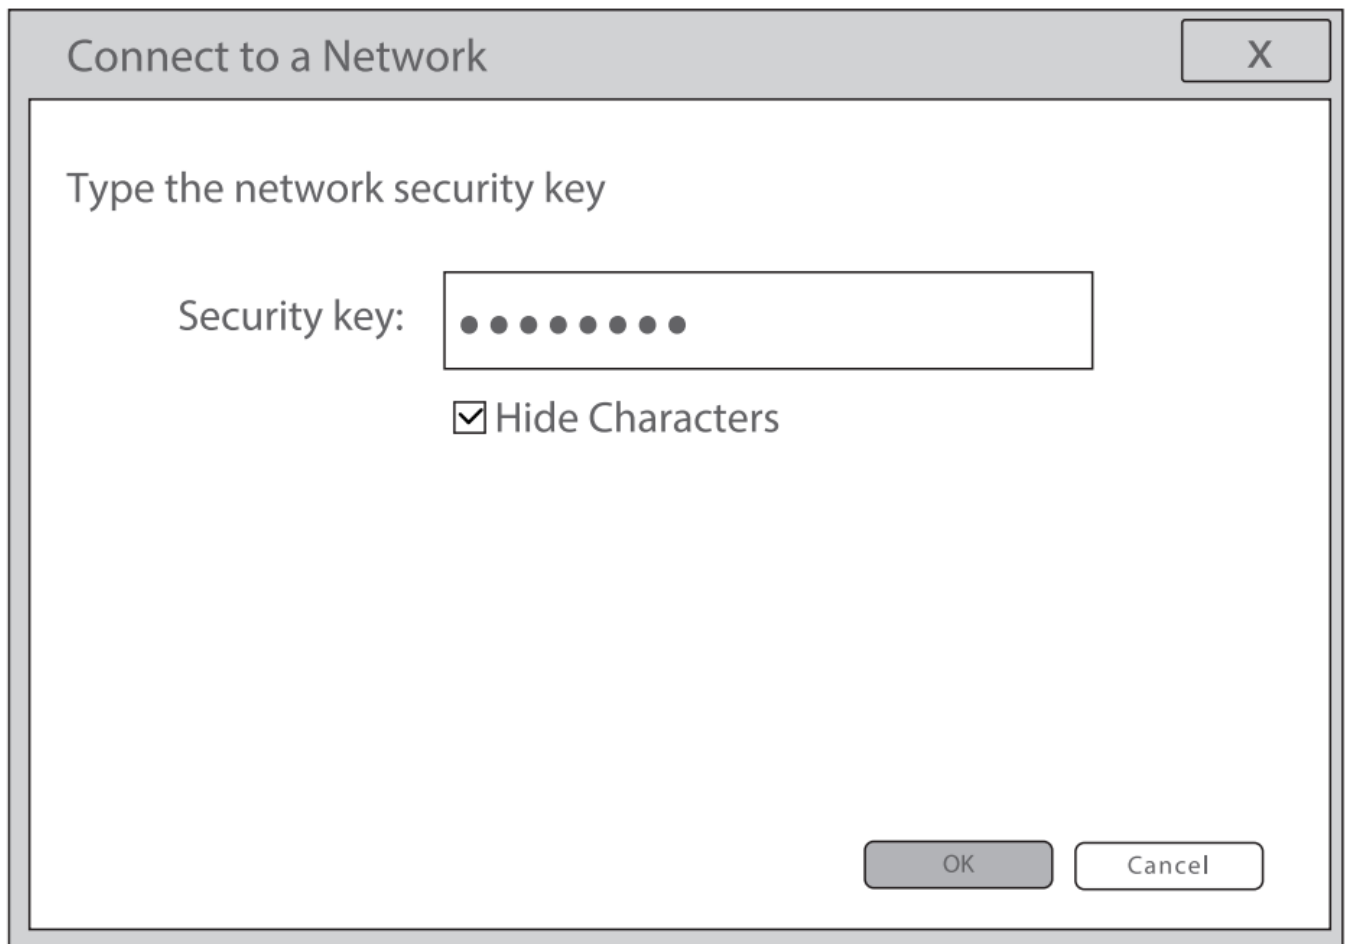 Connect to a Network
X
Type the network security key
Security key: ●●●●●●●●
Hide Characters
OK
Cancel